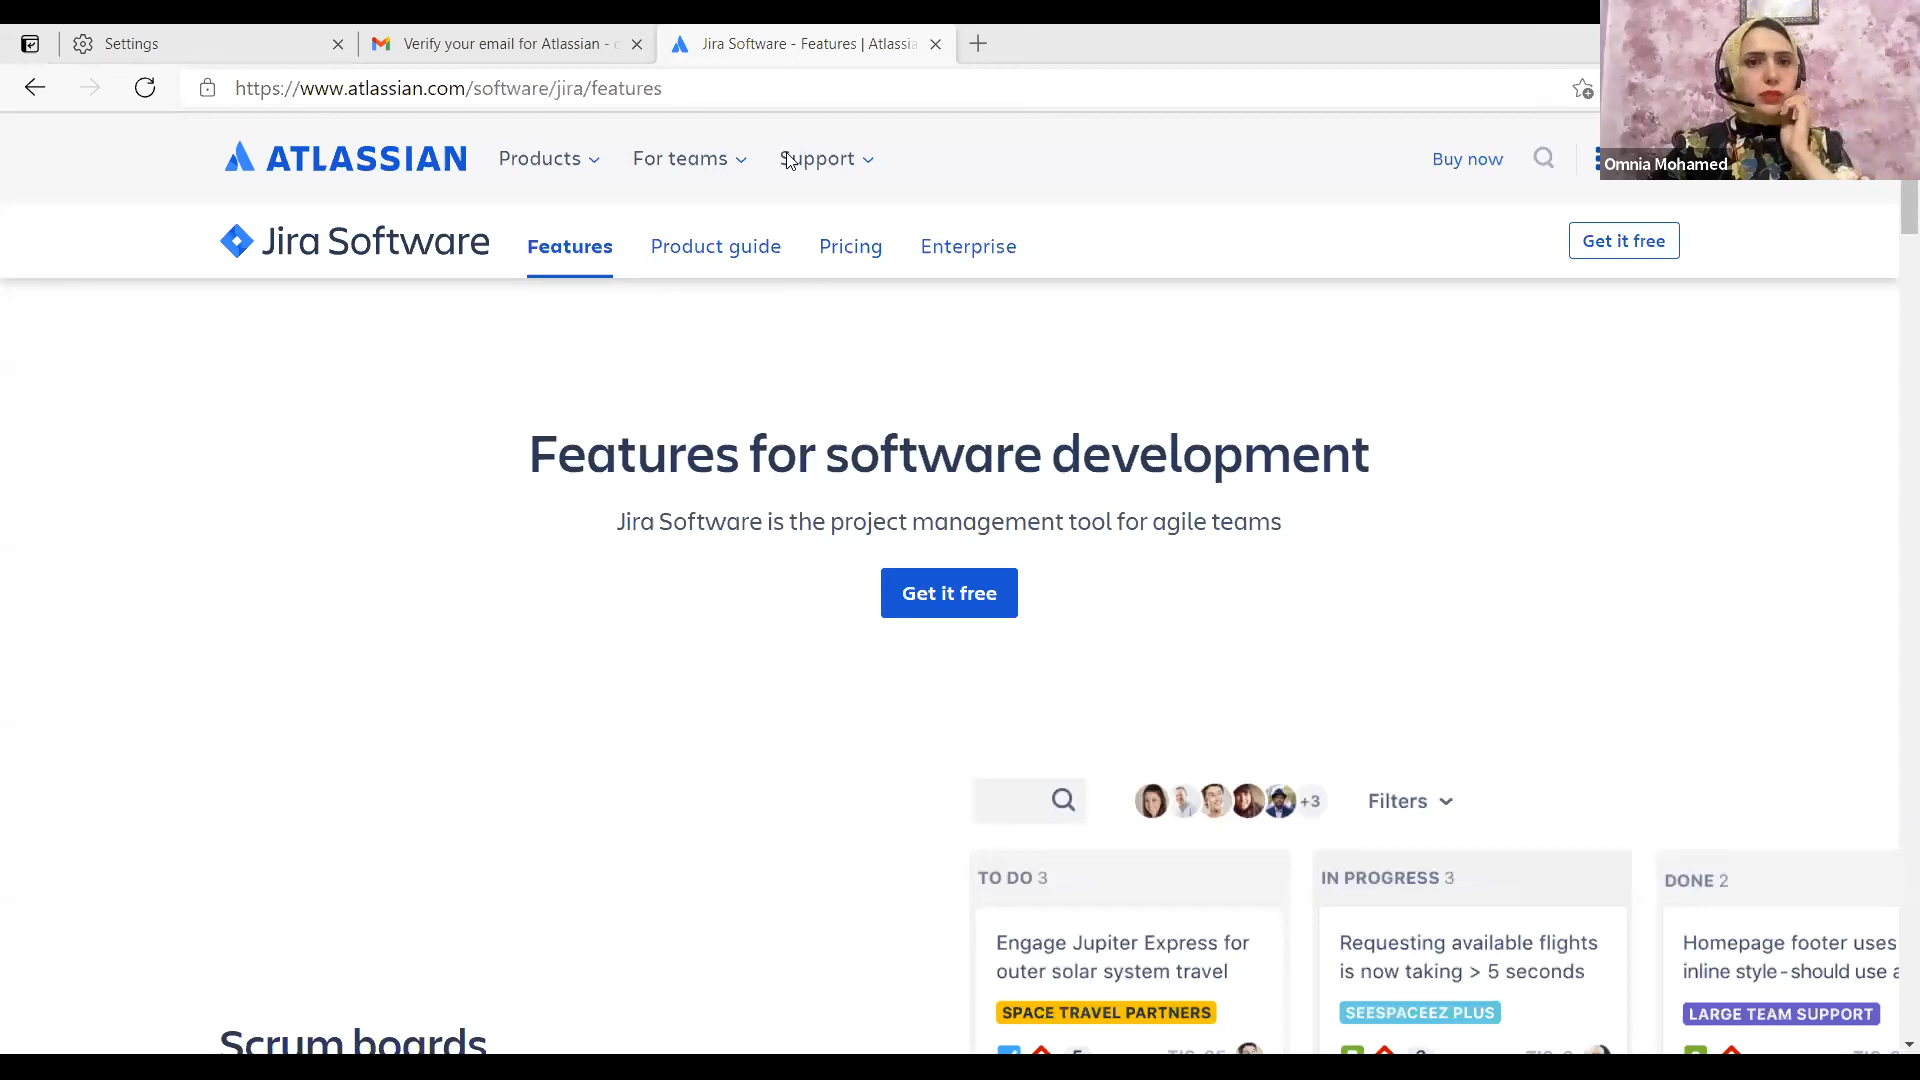 Settings
Verify your email for Atlassian -
Jira Software - Features | Atlassia
https://www.atlassian.com/software/jira/features
ATLASSIAN
Products
For teams
Support
Buy now
Omnia Mohamed
Jira Software
Features
Product guide
Pricing
Enterprise
Get it free
Features for software development
Jira Software is the project management tool for agile teams
Get it free
+3
Filters
TO DO 3
IN PROGRESS 3
DONE 2
Engage Jupiter Express for
outer solar system travel
Requesting available flights
is now taking > 5 seconds
Homepage footer uses
inline style-should use a
SPACE TRAVEL PARTNERS
SEESPACEEZ PLUS
LARGE TEAM SUPPORT
Scrum boards